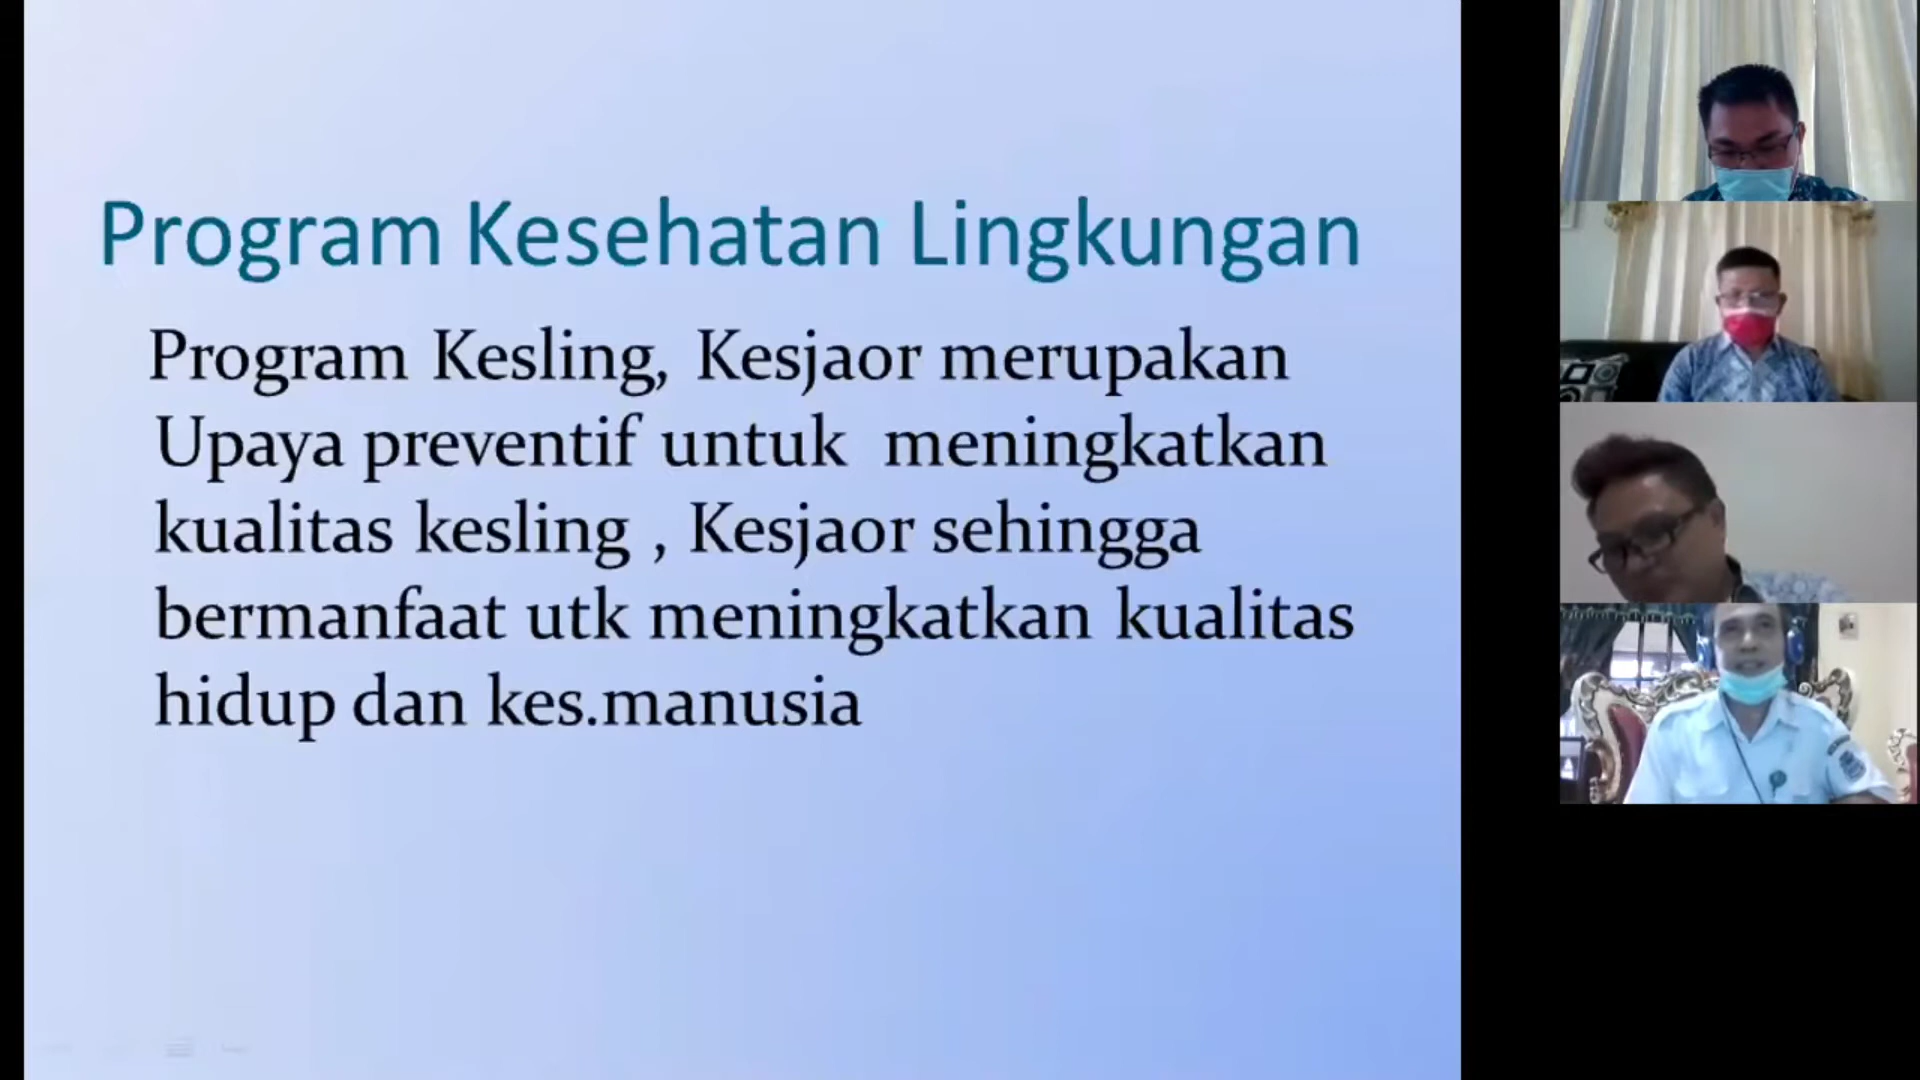 Program Kesehatan Lingkungan
Program Kesling, Kesjaor merupakan
Upaya preventif untuk meningkatkan
kualitas kesling , Kesjaor sehingga
bermanfaat utk meningkatkan kualitas
hidup dan kes.manusia